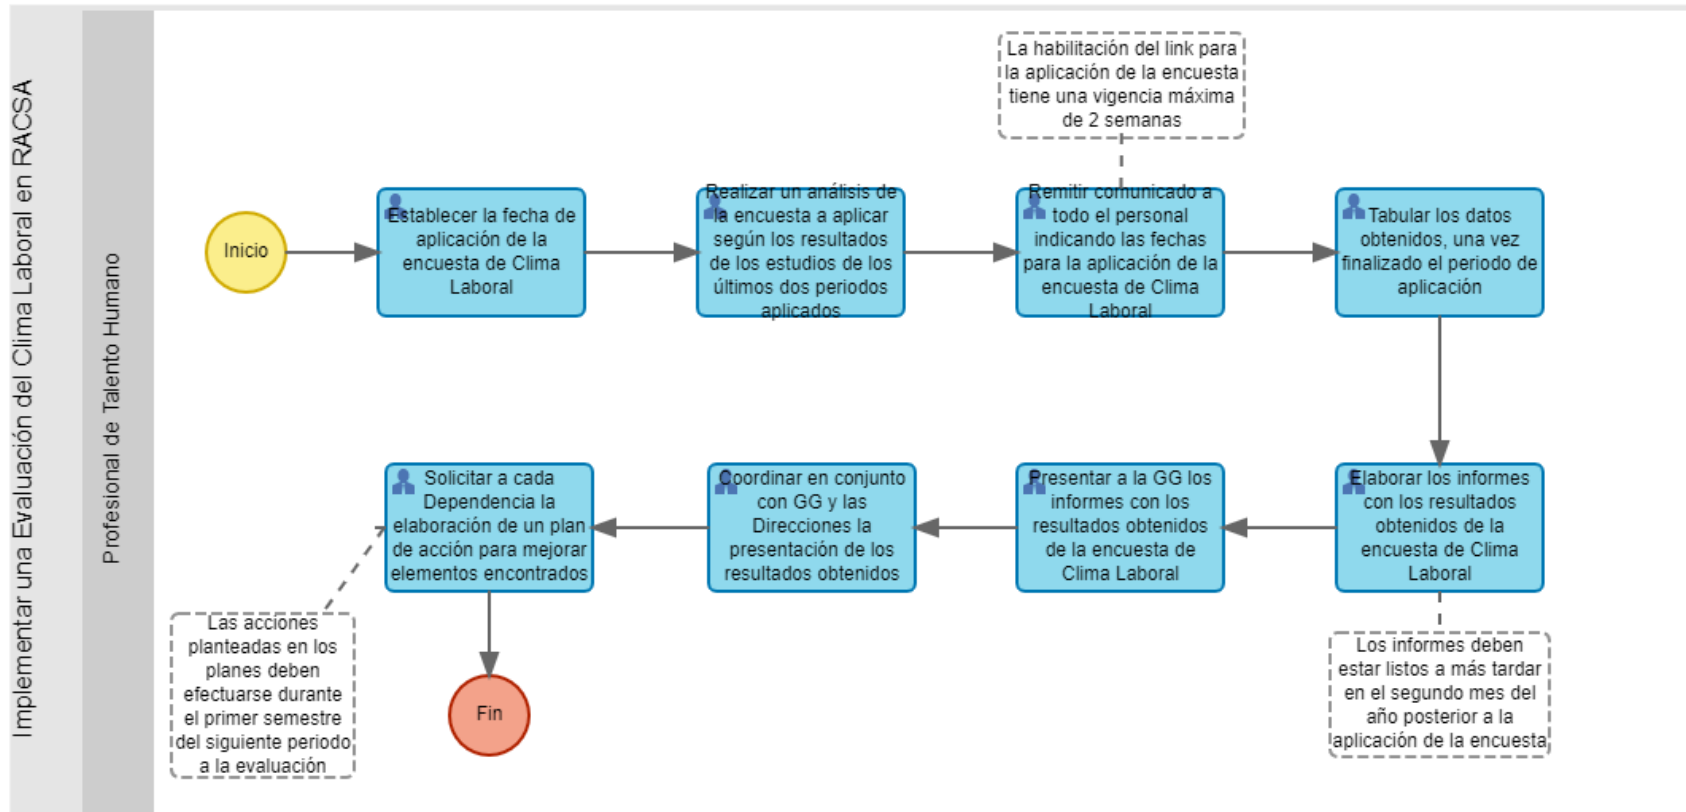 Implementar una Evaluación del Clima Laboral en RACSA
Profesional de Talento Humano
La habilitación del link para
la aplicación de la encuesta
tiene una vigencia máxima
de 2 semanas
Inicio
Establecer la fecha de
aplicación de la
encuesta de Clima
Laboral
Realizar un análisis de
la encuesta a aplicar
según los resultados
de los estudios de los
últimos dos periodos
aplicados
Remitir comunicado a
todo el personal
indicando las fechas
para la aplicación de la
encuesta de Clima
Laboral
Tabular los datos
obtenidos, una vez
finalizado el periodo de
aplicación
Elaborar los informes
con los resultados
obtenidos de la
encuesta de Clima
Laboral
Los informes deben
estar listos a más tardar
en el segundo mes del
año posterior a la
aplicación de la encuesta
Presentar a la GG los
informes con los
resultados obtenidos
de la encuesta de
Clima Laboral
Coordinar en conjunto
con GG y las
Direcciones la
presentación de los
resultados obtenidos
Solicitar a cada
Dependencia la
elaboración de un plan
de acción para mejorar
elementos encontrados
Las acciones
planteadas en los
planes deben
efectuarse durante
el primer semestre
del siguiente periodo
a la evaluación
Fin